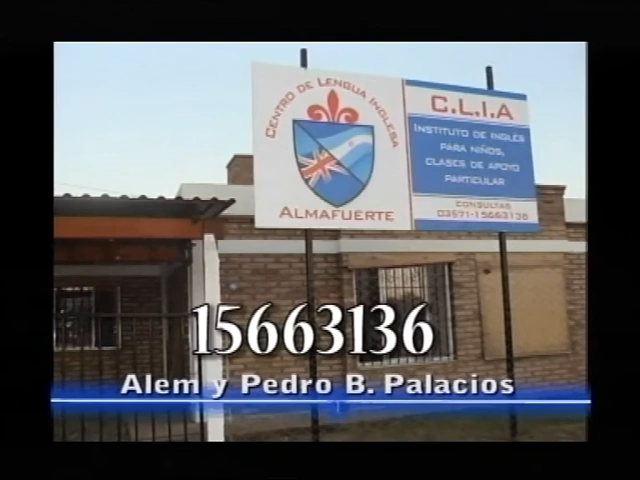 CENTRO DE LENGUA INGLESA
ALMAFUERTE
C.L.I.A
INSTITUTO DE INGLÉS
PARA NIÑOS,
CLASES DE APOYO
PARTICULAR
CONSULTAS
03571-15663136
15663136
Alem y Pedro B. Palacios